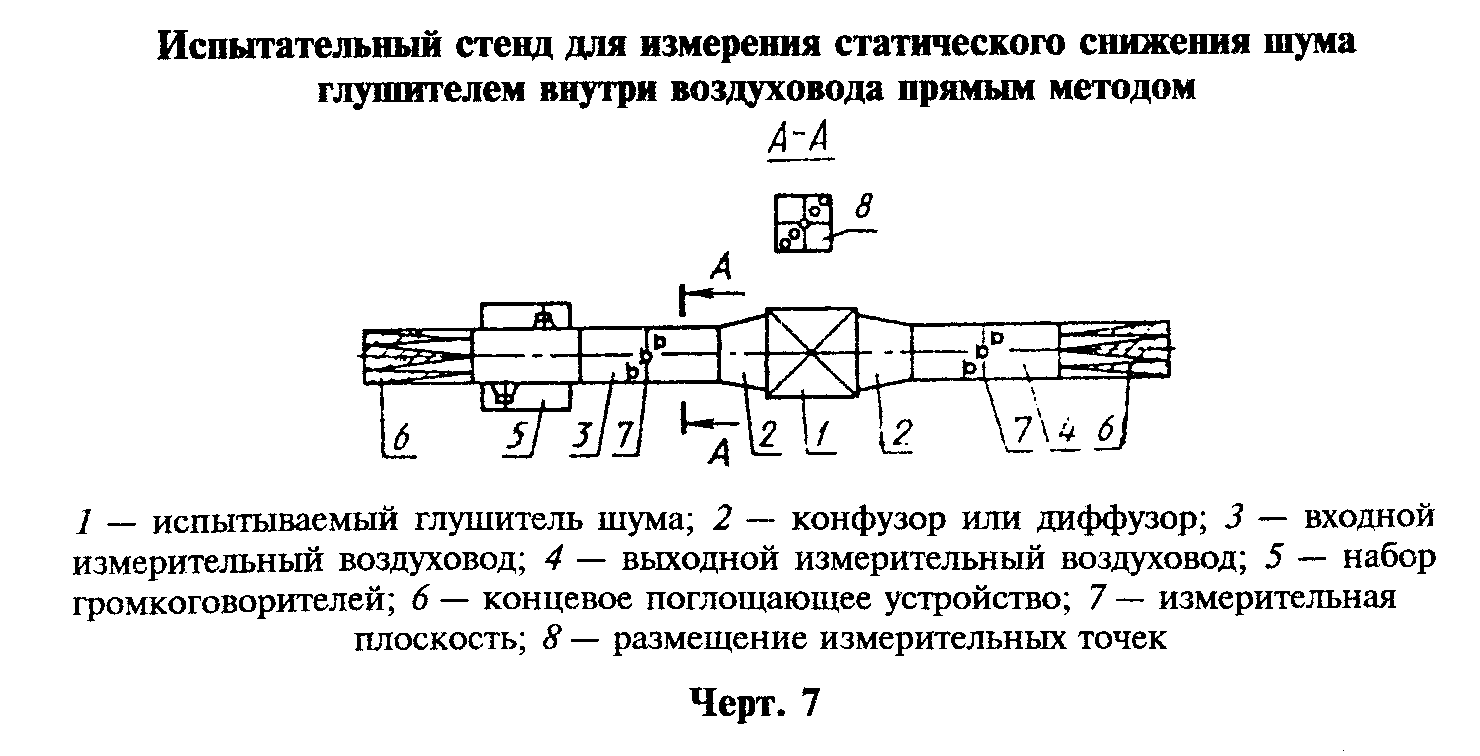 Испытательный стенд для измерения статического снижения шума
глушителем внутри воздуховода прямым методом
А-А
8
А
6 5 3 7 А 2 1 2 7 4 6
1 — испытываемый глушитель шума; 2 — конфузор или диффузор; 3 — входной
измерительный воздуховод; 4 — выходной измерительный воздуховод; 5 — набор
громкоговорителей; 6 — концевое поглощающее устройство; 7 — измерительная
плоскость; 8 — размещение измерительных точек
Черт. 7